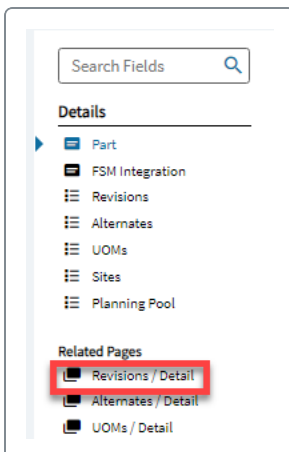 Search Fields
Details
Part
FSM Integration
Revisions
Alternates
UOMs
Sites
Planning Pool
Related Pages
Revisions / Detail
Alternates / Detail
UOMs / Detail